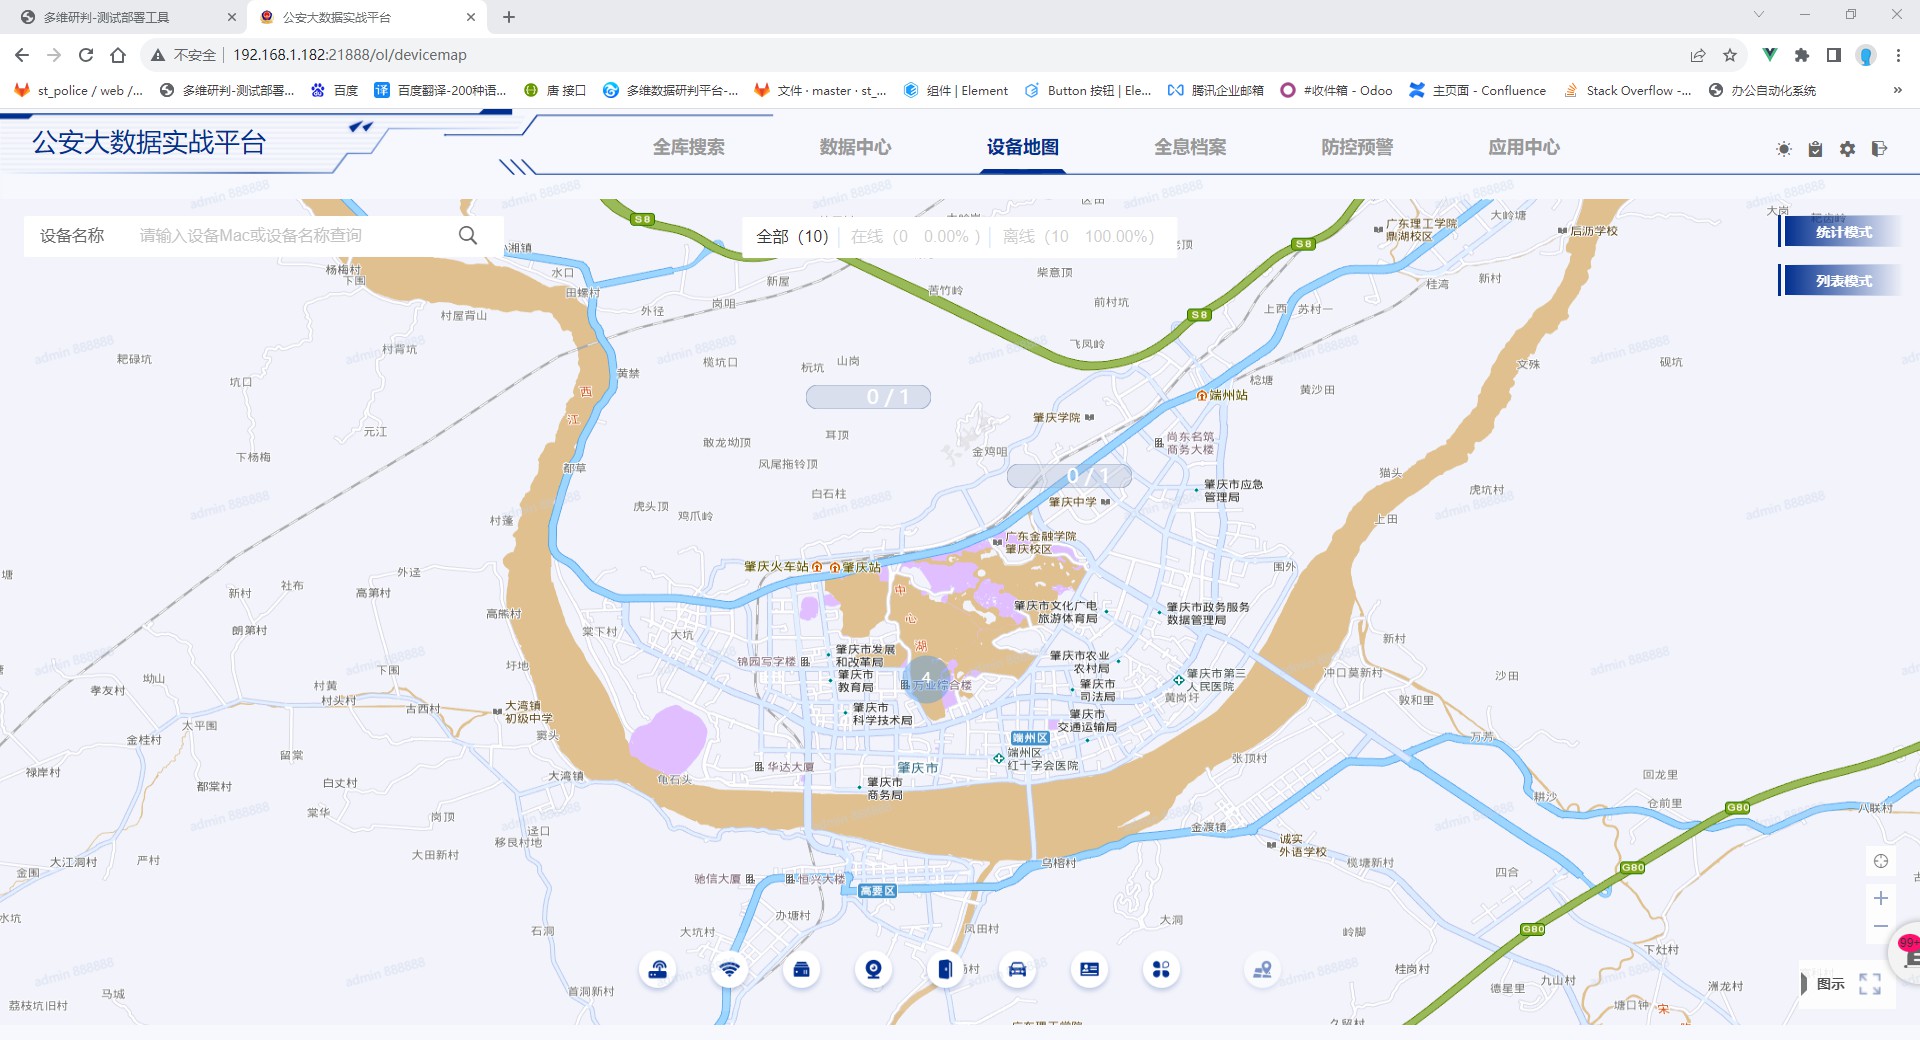 多维研判-测试部署工具
公安大数据实战平台
不安全
192.168.1.182:21888/ol/devicemap
st_police / web /...
多维研判-测试部署...
百度
译
百度翻译-200种语...
唐 接口
多维数据研判平台-...
文件 · master · st_...
组件 | Element
Button 按钮 | Ele...
腾讯企业邮箱
#收件箱 - Odoo
主页面 - Confluence
Stack Overflow -...
办公自动化系统
»
公安大数据实战平台
全库搜索
数据中心
设备地图
全息档案
防控预警
应用中心
设备名称
请输入设备Mac或设备名称查询
全部（10）
在线（0 0.00% ）
离线（10 100.00%）
统计模式
列表模式
admin 888888
S8
S8
S8
大岗
广东理工学院
鼎湖校区
大岭塘
后沥学校
水口
杨梅村
下围
田螺村
新屋
苦竹岭
柴意顶
前村坑
桂湾
新村
村屋背山
外径
岗咀
上西
苏村一
飞凤岭
耙碌坑
村背坑
榄坑口
杬坑
山岗
文殊
砚坑
坑口
黄禁
西
江
稔塘
黄沙田
0 / 1
端州站
元江
敢龙坳顶
耳顶
肇庆学院
尚东名筑
商务大楼
下杨梅
都草
凤尾拖铃顶
金鸡咀
0 / 1
猫头
白石柱
肇庆中学
肇庆市应急
管理局
虎坑村
虎头顶
鸡爪岭
村蓬
上田
广东金融学院
肇庆校区
肇庆火车站
肇庆站
围外
塘
外迳
社布
新村
高第村
高熊村
中
心
湖
肇庆市文化广电
旅游体育局
肇庆市政务服务
数据管理局
朗第村
棠下村
大坑
新村
肇庆市发展
和改革局
锦园写字楼
肇庆市农业
农村局
圩地
下围
坳山
肇庆市
教育局
4
万业综合楼
肇庆市第三
人民医院
冲口莫新村
沙田
孝友村
村黄
村头村
古西村
肇庆市
司法局
黄岗圩
敦和里
大湾镇
初级中学
肇庆市
科学技术局
肇庆市
交通运输局
太平围
金桂村
窦头
端州区
万芳
留棠
端州区
红十字会医院
张顶村
禄岸村
都棠村
白丈村
大湾镇
龟石头
华达大厦
肇庆市
肇庆市
商务局
回龙里
耕沙
仓前里
G80
八联村
棠华
岗顶
迳口
移民村地
金渡镇
诚实
外语学校
大江洞村
金围
严村
大田新村
乌榕村
榄塘新村
G80
四合
驰信大厦
恒兴大楼
高要区
水坑
石洞
办塘村
大坑村
凤田村
大洞
岭脚
G80
下灶村
马城
首洞新村
桂岗村
九山村
德星里
洲龙村
荔枝坑旧村
塘口钟
宋
99+
图示